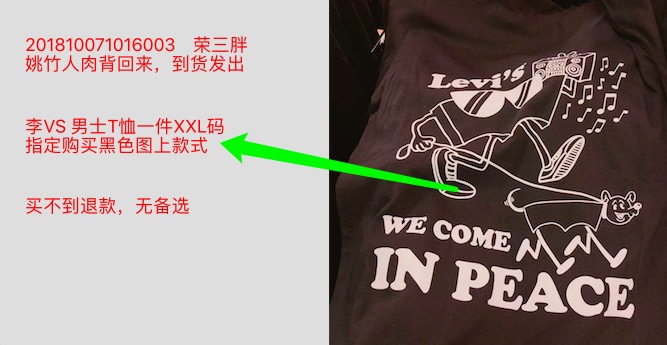 201810071016003 荣三胖
姚竹人肉背回来，到货发出
李VS 男士T恤一件XXL码
指定购买黑色图上款式
买不到退款，无备选
Levi's
WE COME
IN PEACE